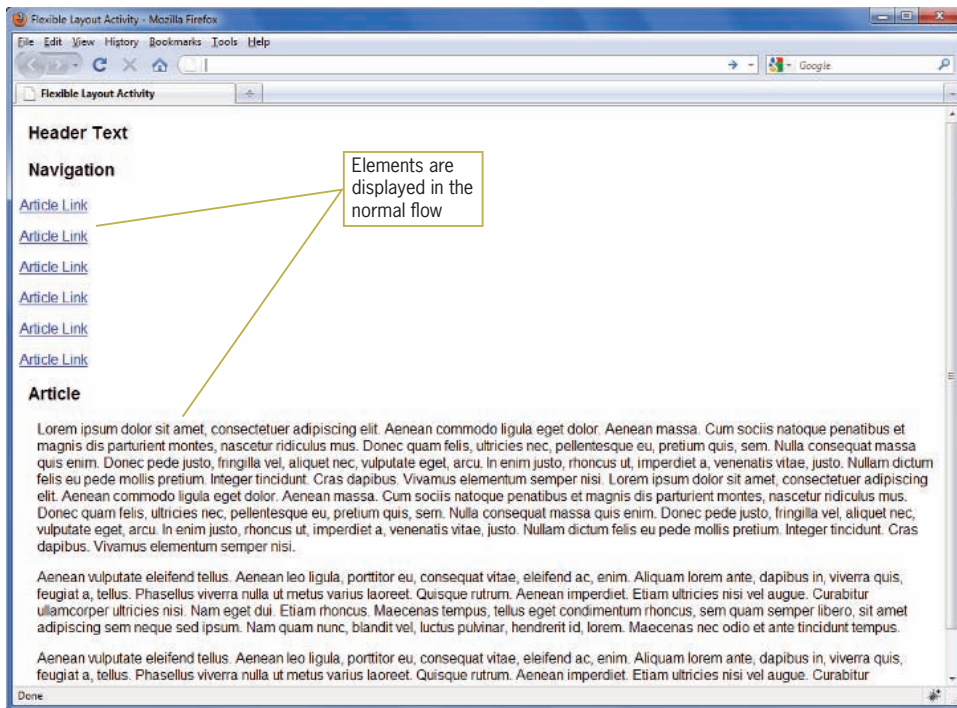 Flexible Layout Activity - Mozilla Firefox
File Edit View History Bookmarks Tools Help
Google
Flexible Layout Activity
Header Text
Navigation
Elements are
displayed in the
normal flow
Article Link
Article Link
Article Link
Article Link
Article Link
Article Link
Article
Lorem ipsum dolor sit amet, consectetuer adipiscing elit. Aenean commodo ligula eget dolor. Aenean massa. Cum sociis natoque penatibus et
magnis dis parturient montes, nascetur ridiculus mus. Donec quam felis, ultricies nec, pellentesque eu, pretium quis, sem. Nulla consequat massa
quis enim. Donec pede justo, fringilla vel, aliquet nec, vulputate eget, arcu. In enim justo, rhoncus ut, imperdiet a, venenatis vitae, justo. Nullam dictum
felis eu pede mollis pretium. Integer tincidunt. Cras dapibus. Vivamus elementum semper nisi. Lorem ipsum dolor sit amet, consectetuer adipiscing
elit. Aenean commodo ligula eget dolor. Aenean massa. Cum sociis natoque penatibus et magnis dis parturient montes, nascetur ridiculus mus.
Donec quam felis, ultricies nec, pellentesque eu, pretium quis, sem. Nulla consequat massa quis enim. Donec pede justo, fringilla vel, aliquet nec,
vulputate eget, arcu. In enim justo, rhoncus ut, imperdiet a, venenatis vitae, justo. Nullam dictum felis eu pede mollis pretium. Integer tincidunt. Cras
dapibus. Vivamus elementum semper nisi.
Aenean vulputate eleifend tellus. Aenean leo ligula, porttitor eu, consequat vitae, eleifend ac, enim. Aliquam lorem ante, dapibus in, viverra quis,
feugiat a, tellus. Phasellus viverra nulla ut metus varius laoreet. Quisque rutrum. Aenean imperdiet. Etiam ultricies nisi vel augue. Curabitur
ullamcorper ultricies nisi. Nam eget dui. Etiam rhoncus. Maecenas tempus, tellus eget condimentum rhoncus, sem quam semper libero, sit amet
adipiscing sem neque sed ipsum. Nam quam nunc, blandit vel, luctus pulvinar, hendrerit id, lorem. Maecenas nec odio et ante tincidunt tempus.
Aenean vulputate eleifend tellus. Aenean leo ligula, porttitor eu, consequat vitae, eleifend ac, enim. Aliquam lorem ante, dapibus in, viverra quis,
feugiat a, tellus. Phasellus viverra nulla ut metus varius laoreet. Quisque rutrum. Aenean imperdiet. Etiam ultricies nisi vel augue. Curabitur
Done